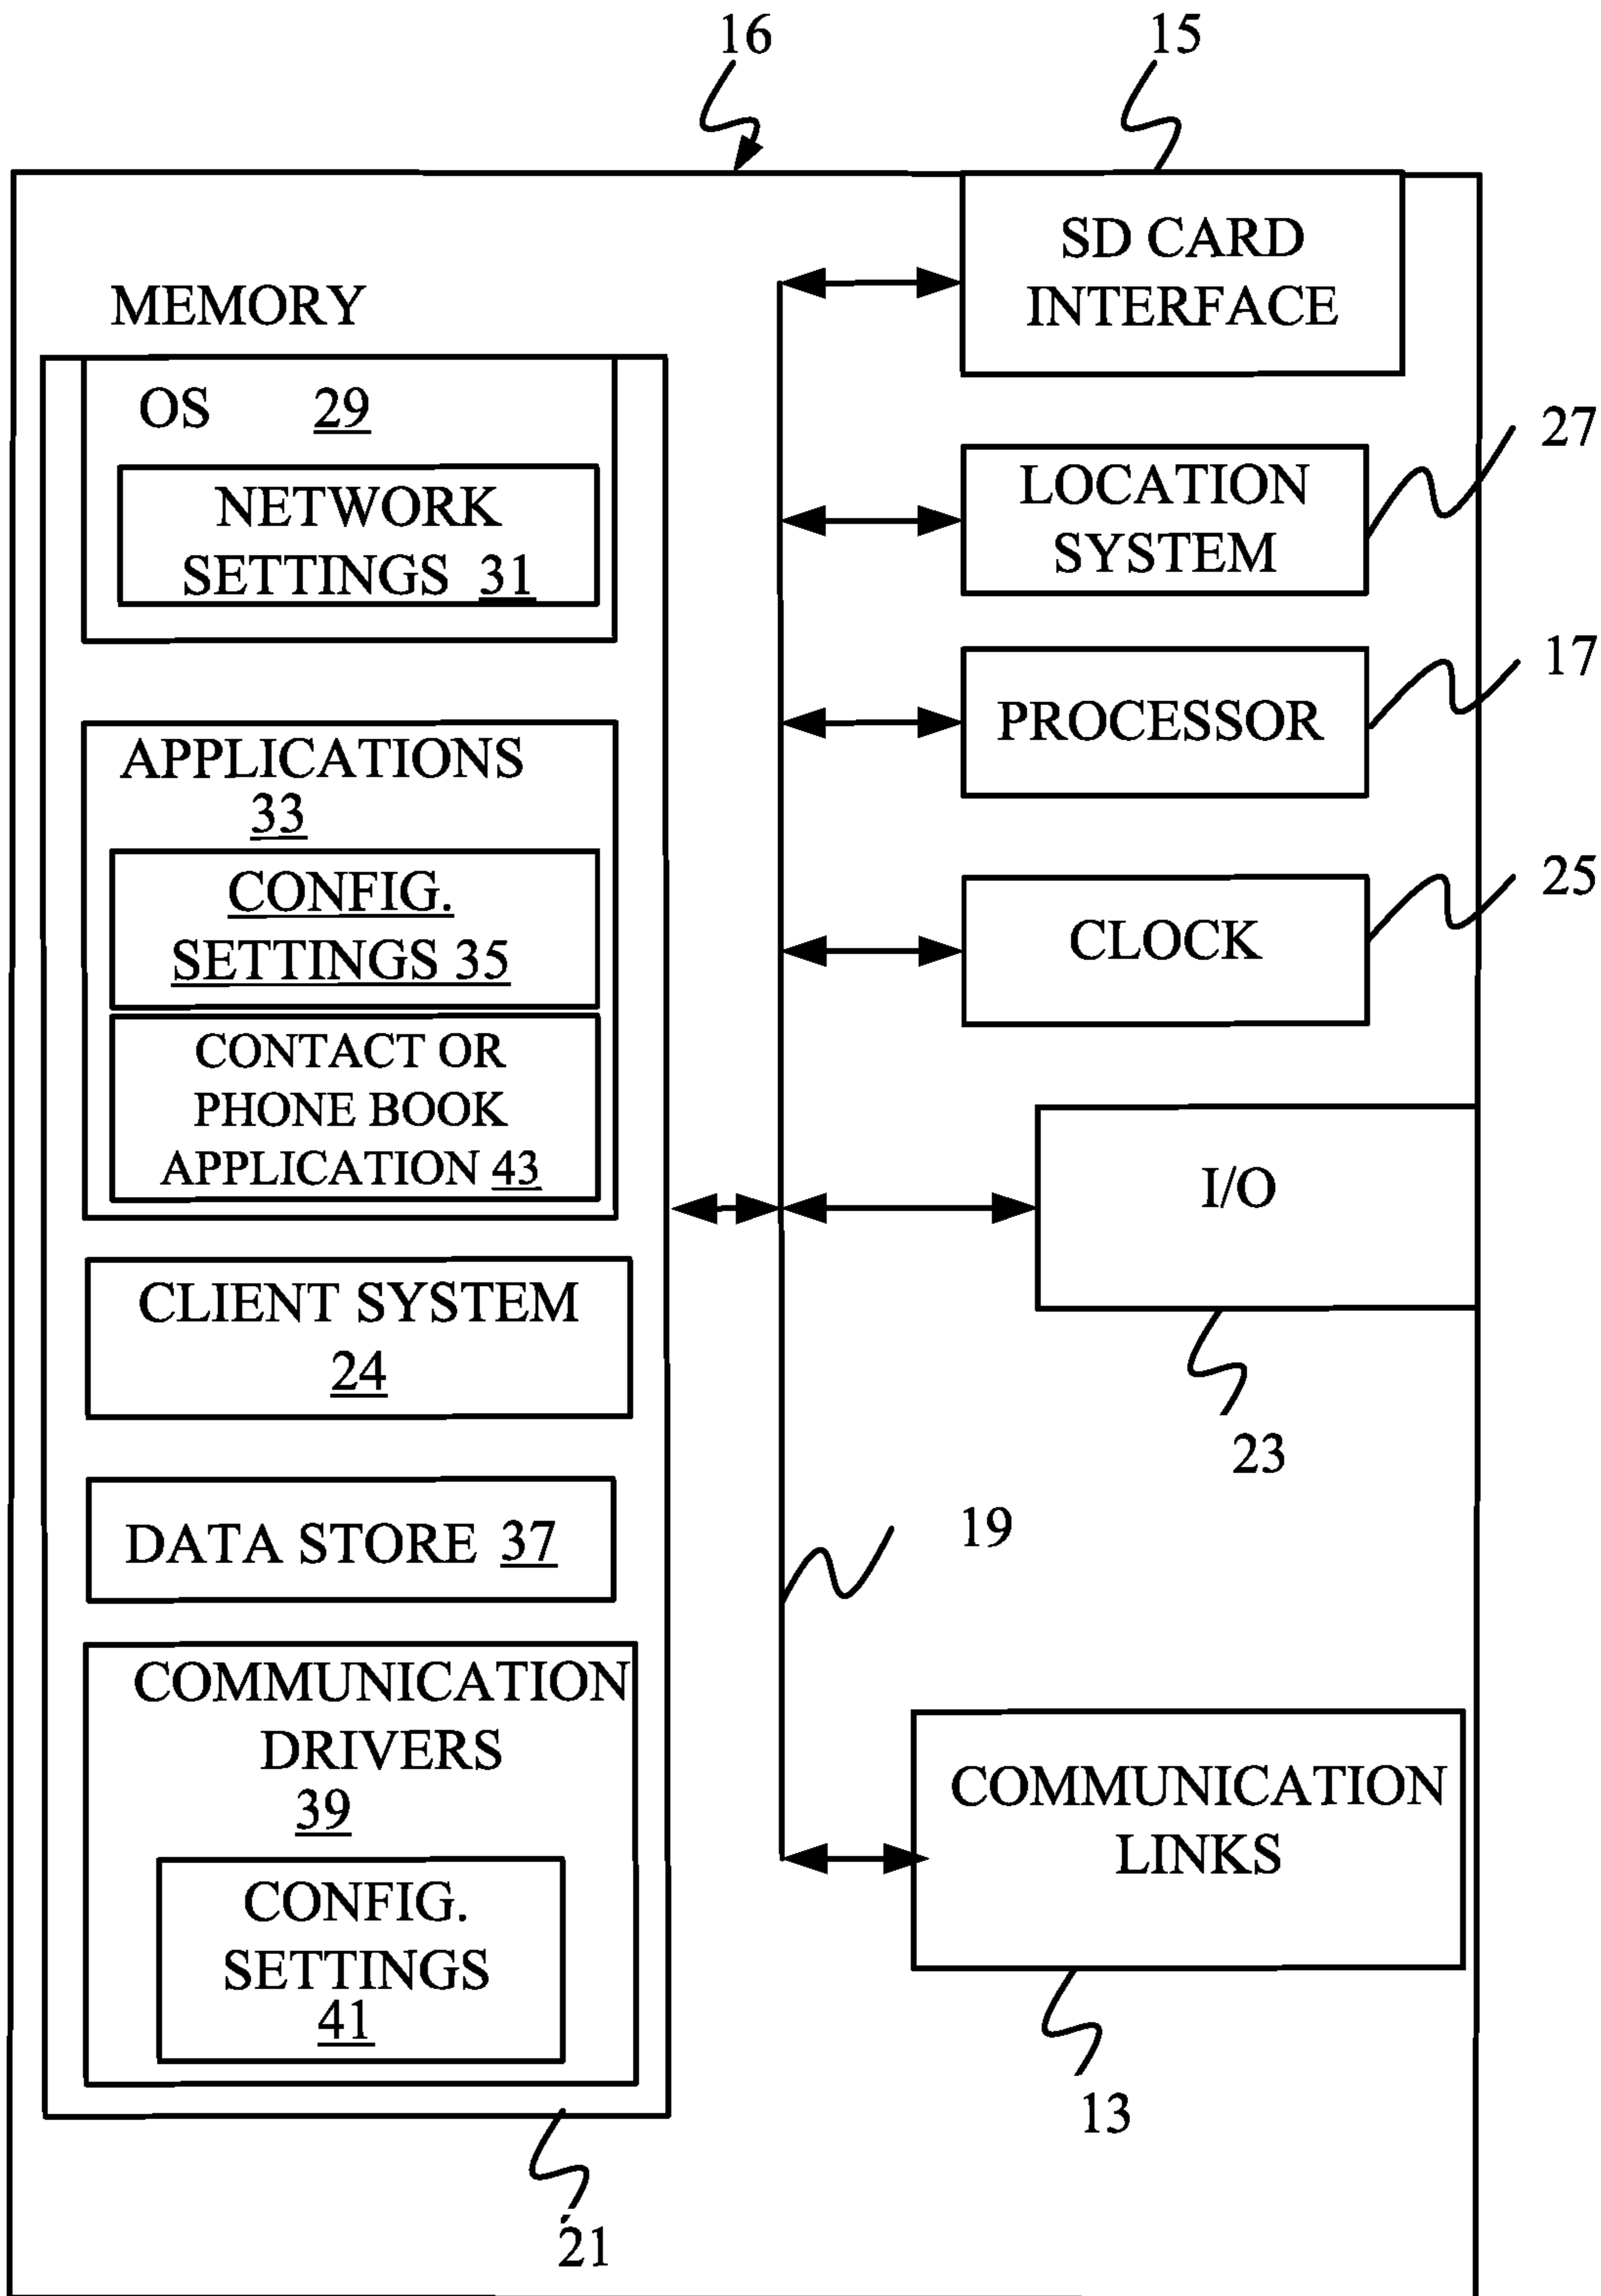 16
15
MEMORY
OS 29
NETWORK
SETTINGS 31
APPLICATIONS
33
CONFIG.
SETTINGS 35
CONTACT OR
PHONE BOOK
APPLICATION 43
CLIENT SYSTEM
24
DATA STORE 37
COMMUNICATION
DRIVERS
39
CONFIG.
SETTINGS
41
21
SD CARD
INTERFACE
LOCATION
SYSTEM
27
PROCESSOR
17
CLOCK
25
I/O
23
19
COMMUNICATION
LINKS
13